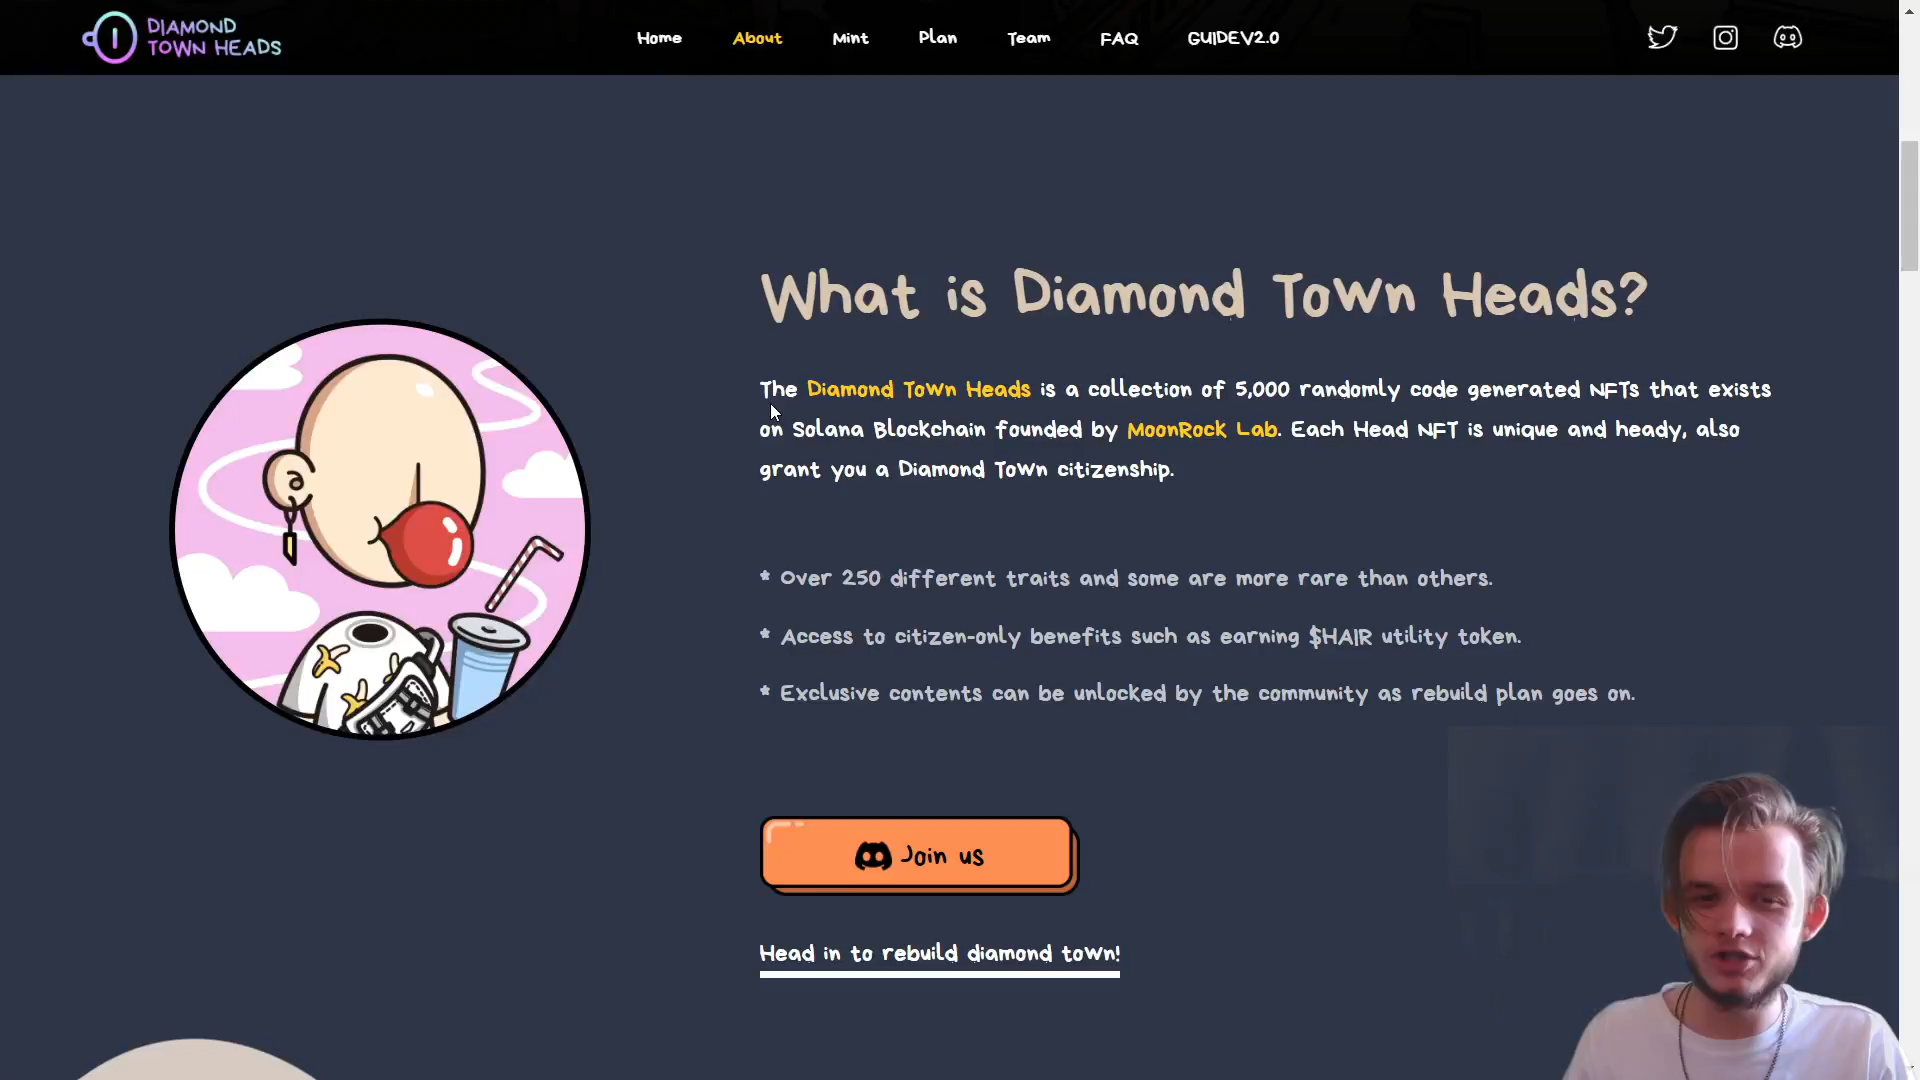 DIAMOND
TOWN HEADS
Home About Mint Plan Team FAQ GUIDEV2.0
What is Diamond Town Heads?
The Diamond Town Heads is a collection of 5,000 randomly code generated NFTs that exists
on Solana Blockchain founded by MoonRock Lab. Each Head NFT is unique and heady, also
grant you a Diamond Town citizenship.
* Over 250 different traits and some are more rare than others.
* Access to citizen-only benefits such as earning $HAIR utility token.
* Exclusive contents can be unlocked by the community as rebuild plan goes on.
Join us
Head in to rebuild diamond town!